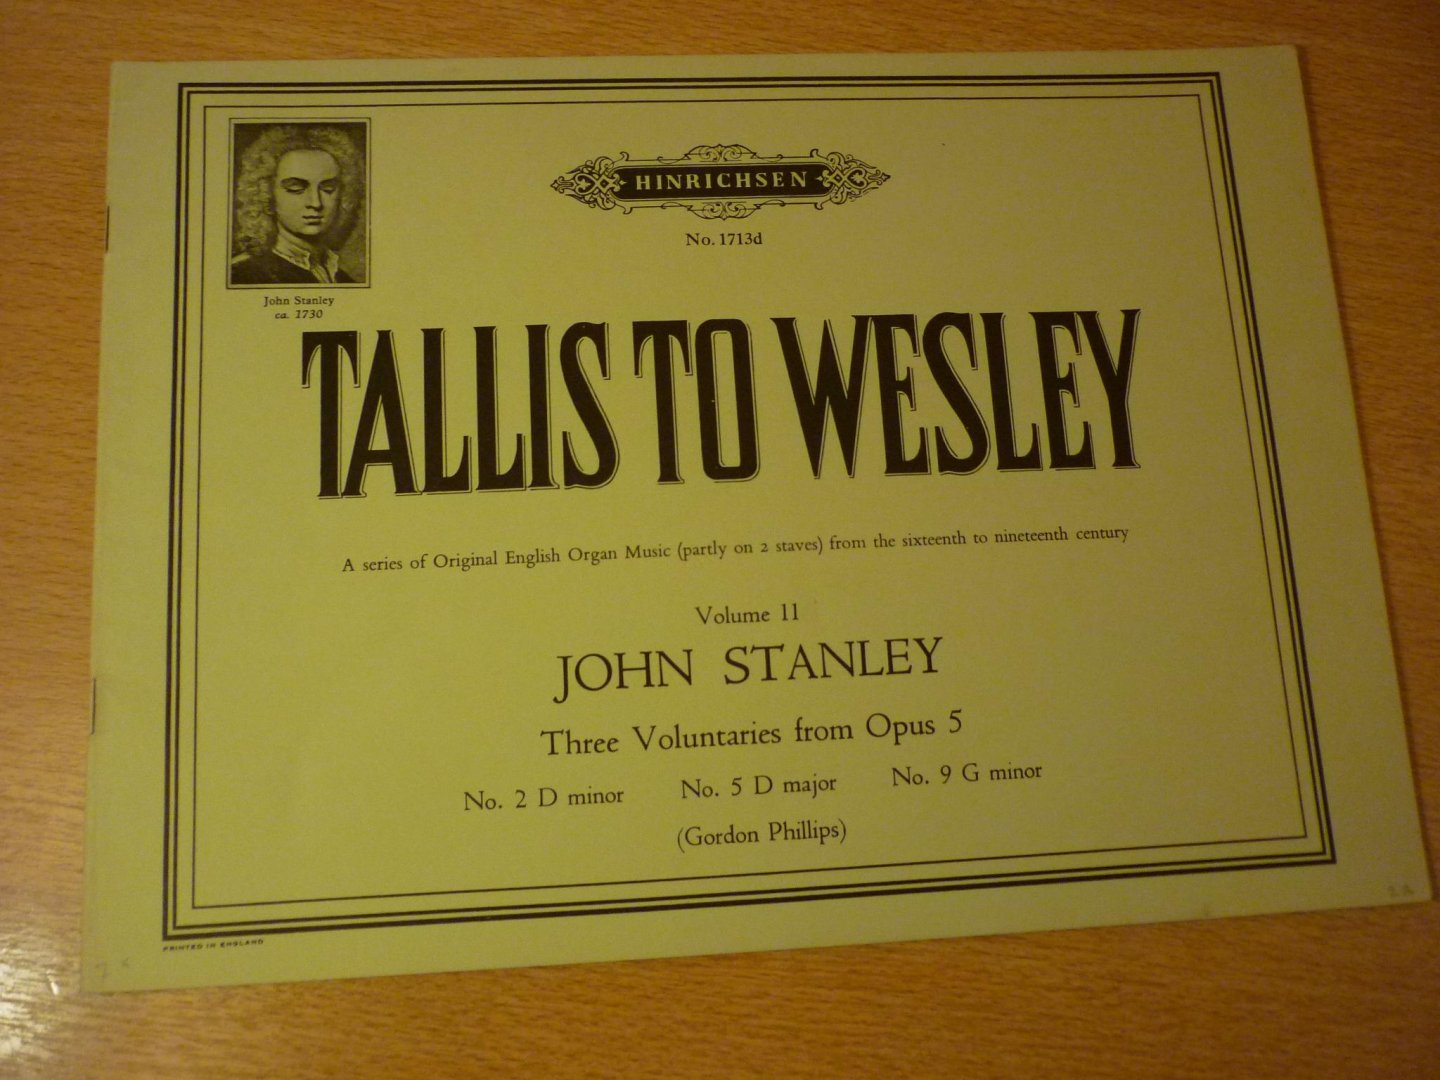 HINRICHSEN
No. 1713d
John Stanley
ca. 1730
TALLIS TO WESLEY
A series of Original English Organ Music (partly on 2 staves) from the sixteenth to nineteenth century
Volume 11
JOHN STANLEY
Three Voluntaries from Opus 5
No. 2 D minor No. 5 D major No. 9 G minor
(Gordon Phillips)
PRINTED IN ENGLAND